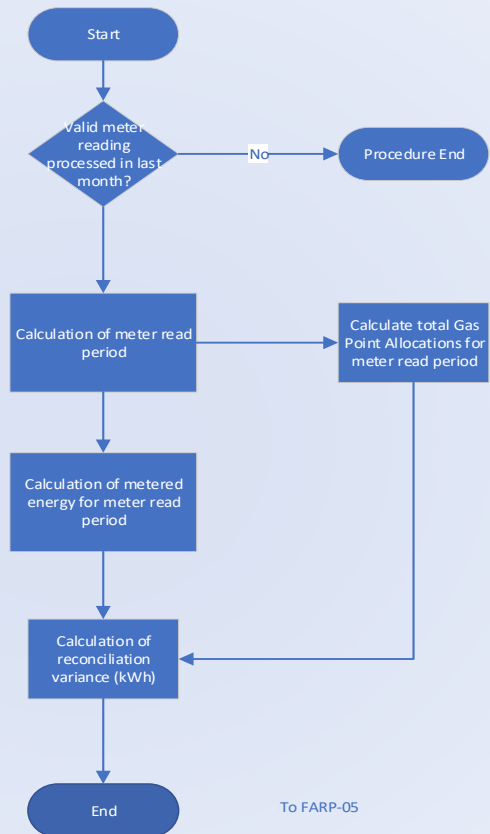 Start
Valid meter
reading
processed in last
month?
No
Procedure End
Calculation of meter read
period
Calculate total Gas
Point Allocations for
meter read period
Calculation of metered
energy for meter read
period
Calculation of
reconciliation
variance (kWh)
End
To FARP-05